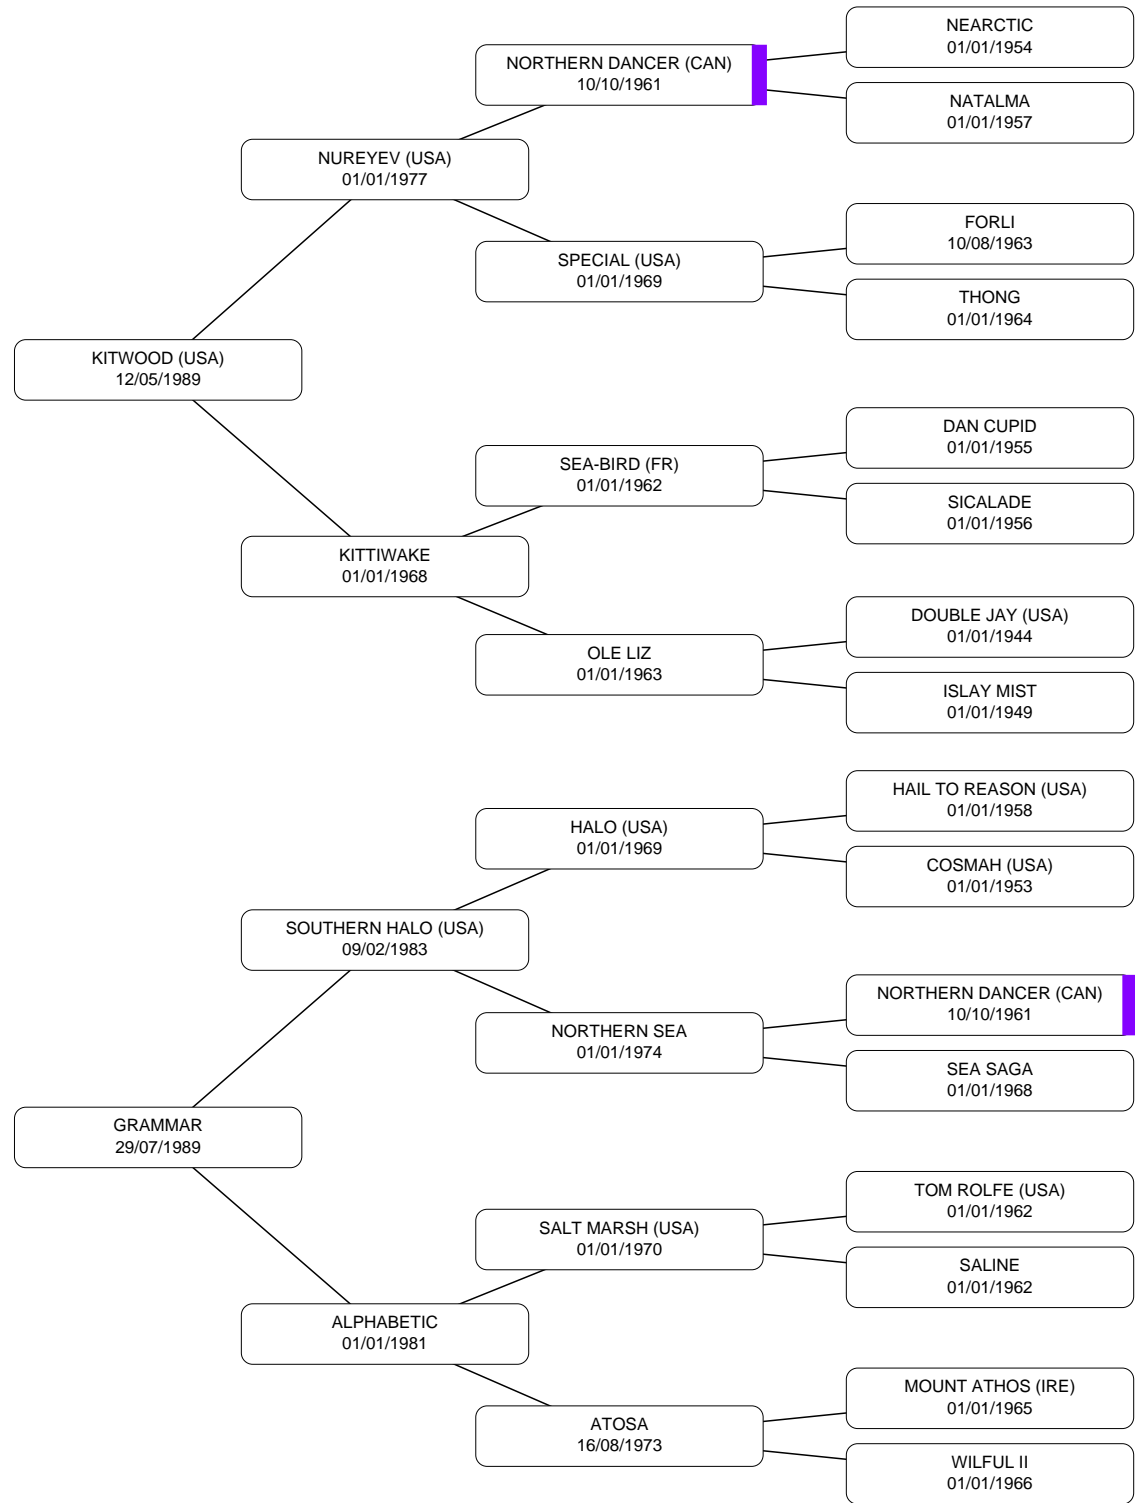 NEARCTIC
01/01/1954
NORTHERN DANCER (CAN)
10/10/1961
NATALMA
01/01/1957
NUREYEV (USA)
01/01/1977
FORLI
10/08/1963
SPECIAL (USA)
01/01/1969
THONG
01/01/1964
KITWOOD (USA)
12/05/1989
DAN CUPID
01/01/1955
SEA-BIRD (FR)
01/01/1962
SICALADE
01/01/1956
KITTIWAKE
01/01/1968
DOUBLE JAY (USA)
01/01/1944
OLE LIZ
01/01/1963
ISLAY MIST
01/01/1949
HAIL TO REASON (USA)
01/01/1958
HALO (USA)
01/01/1969
COSMAH (USA)
01/01/1953
SOUTHERN HALO (USA)
09/02/1983
NORTHERN DANCER (CAN)
10/10/1961
NORTHERN SEA
01/01/1974
SEA SAGA
01/01/1968
GRAMMAR
29/07/1989
TOM ROLFE (USA)
01/01/1962
SALT MARSH (USA)
01/01/1970
SALINE
01/01/1962
ALPHABETIC
01/01/1981
MOUNT ATHOS (IRE)
01/01/1965
ATOSA
16/08/1973
WILFUL II
01/01/1966